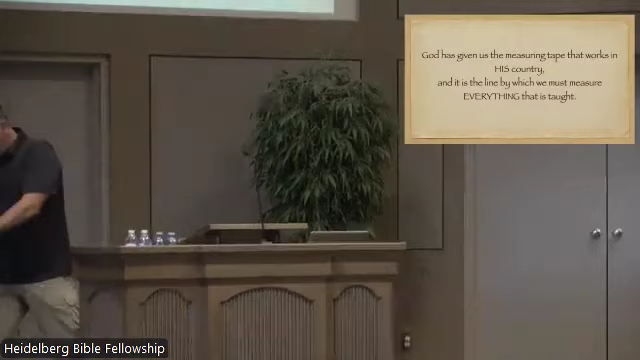 God has given us the measuring tape that works in
HIS country,
and it is the line by which we must measure
EVERYTHING that is taught.
Heidelberg Bible Fellowship